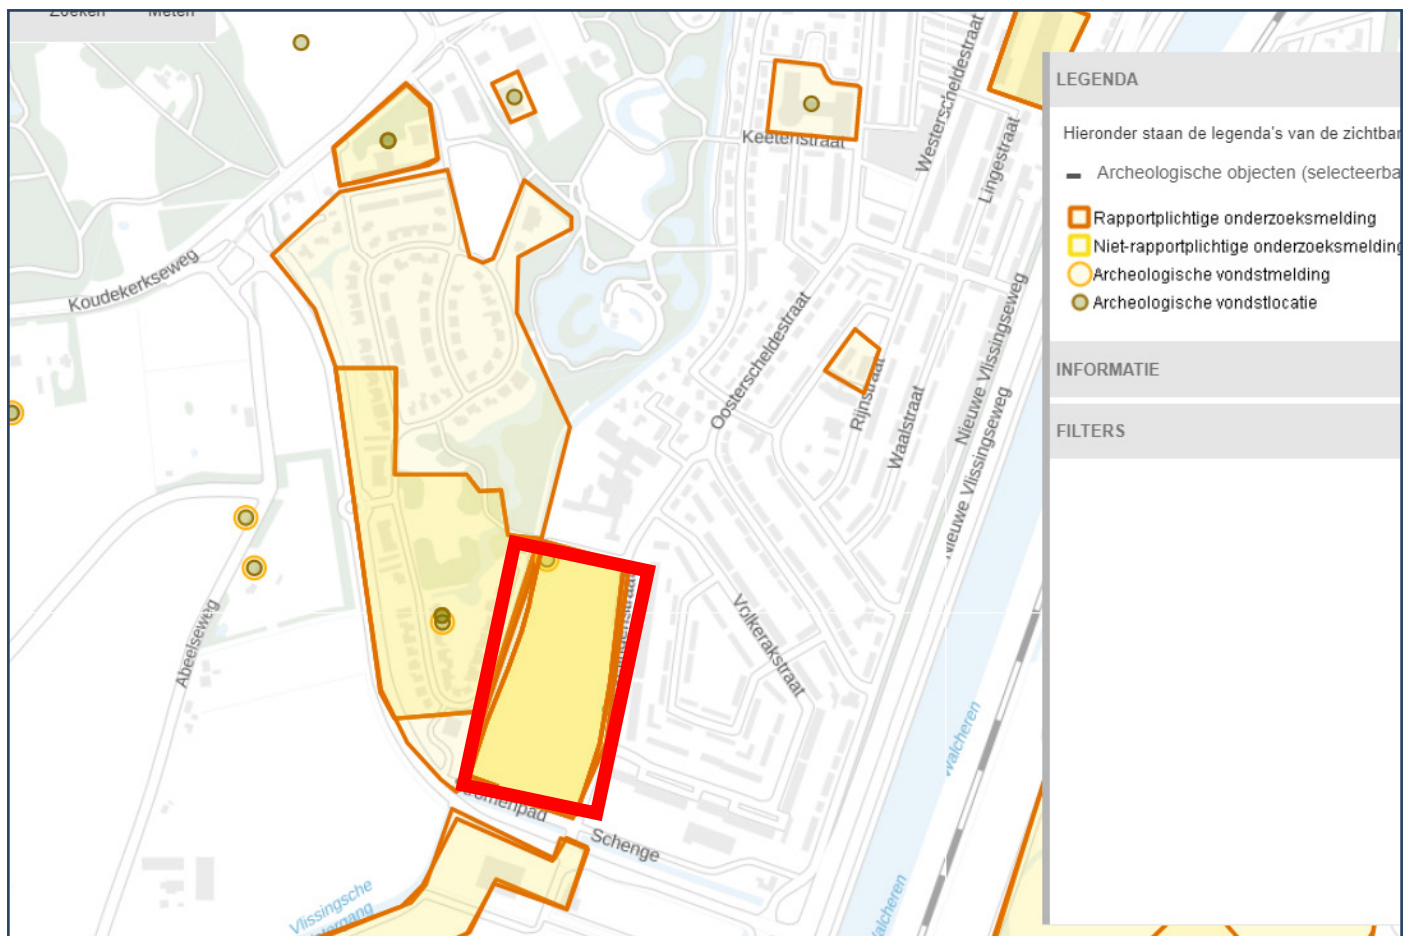 Zoeken Meten
Westerscheldestraat
Keetenstraat
Lingestraat
Koudekerkseweg
Oosterscheldestraat
Rijnstraat
Waalstraat
Nieuwe Vlissingseweg
Nieuwe Vlissingseweg
Abeelseweg
Volkerakstraat
Walcheren
Schenge
Vlissingsche
Walcheren
LEGENDA
Hieronder staan de legenda's van de zichtbar
Archeologische objecten (selecteerba
Rapportplichtige onderzoeksmelding
Niet-rapportplichtige onderzoeksmelding
Archeologische vondstmelding
Archeologische vondstlocatie
INFORMATIE
FILTERS